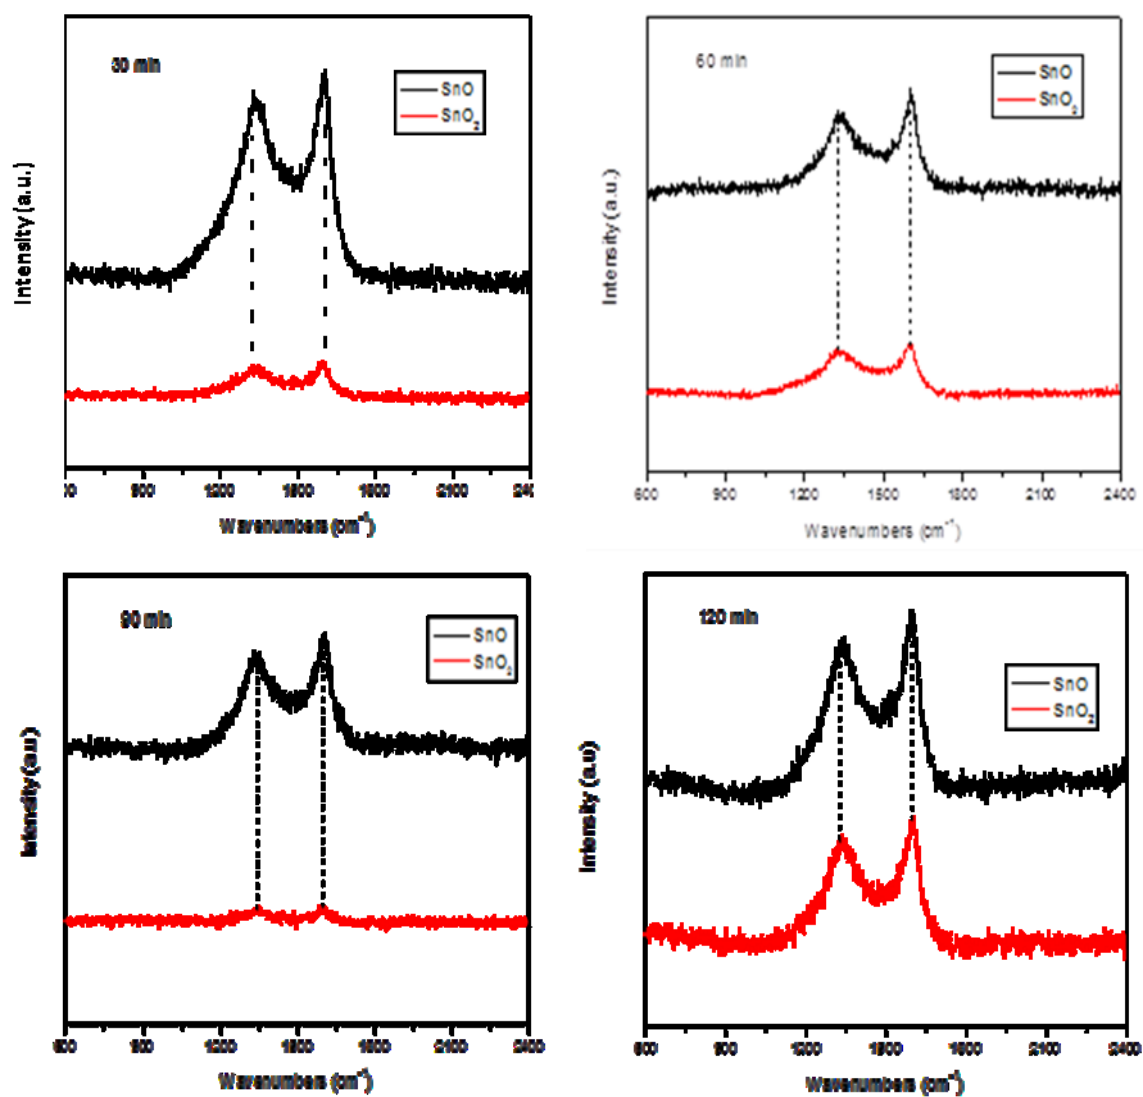 30 min
SnO
SnO2
Intensity (a.u.)
900 1200 1500 1800 2100
Wavenumbers (cm-1)
60 min
SnO
SnO2
Intensity (a.u.)
600 900 1200 1500 1800 2100 2400
Wavenumbers (cm-1)
90 min
SnO
SnO2
Intensity (a.u)
600 900 1200 1500 1800 2100 2400
Wavenumbers (cm-1)
120 min
SnO
SnO2
Intensity (a.u)
600 900 1200 1500 1800 2100 2400
Wavenumbers (cm-1)